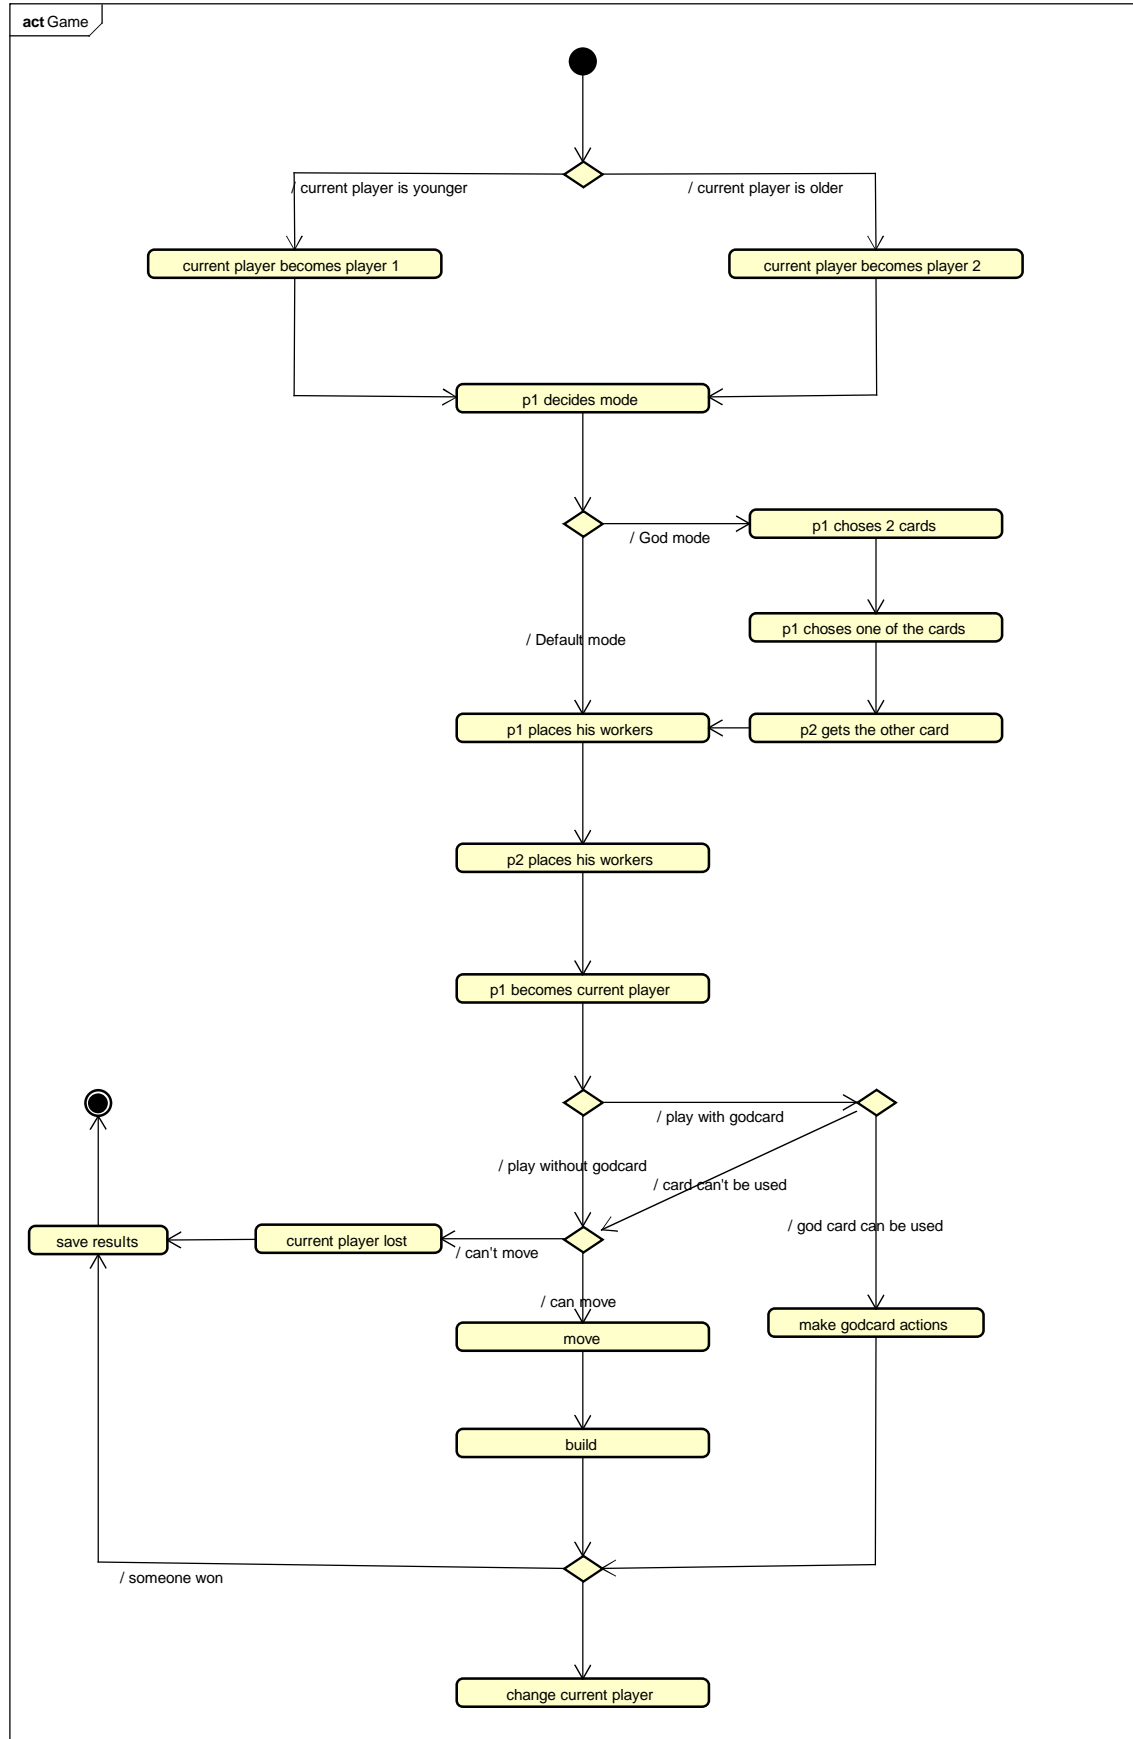 act Game
/ current player is younger
/ current player is older
current player becomes player 1
current player becomes player 2
p1 decides mode
/ God mode
p1 choses 2 cards
p1 choses one of the cards
/ Default mode
p1 places his workers
p2 gets the other card
p2 places his workers
p1 becomes current player
/ play with godcard
/ play without godcard
/ card can't be used
/ god card can be used
save results
current player lost
/ can't move
/ can move
move
make godcard actions
build
/ someone won
change current player